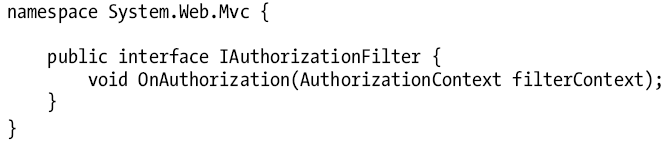 namespace System.Web.Mvc {
    public interface IAuthorizationFilter {
        void OnAuthorization(AuthorizationContext filterContext);
    }
}